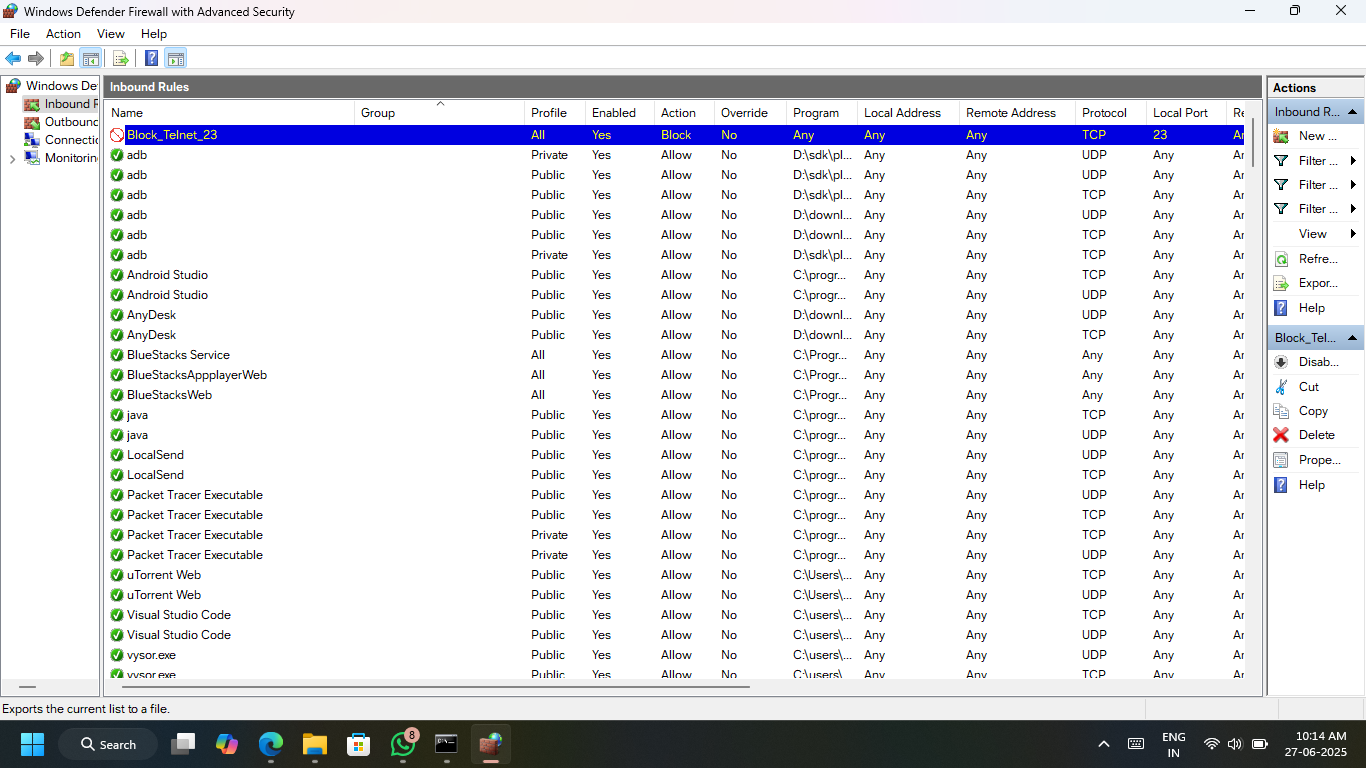 Windows Defender Firewall with Advanced Security
File Action View Help
Windows De
Inbound R
Outbounc
Connectic
Monitorin
Inbound Rules
Name Group Profile Enabled Action Override Program Local Address Remote Address Protocol Local Port Re
Block_Telnet_23 All Yes Block No Any Any Any TCP 23 Ar
adb Private Yes Allow No D:\sdk\pl... Any Any UDP Any Ar
adb Public Yes Allow No D:\sdk\pl... Any Any UDP Any Ar
adb Public Yes Allow No D:\sdk\pl... Any Any TCP Any Ar
adb Public Yes Allow No D:\downl... Any Any UDP Any Ar
adb Public Yes Allow No D:\downl... Any Any TCP Any Ar
adb Private Yes Allow No D:\sdk\pl... Any Any TCP Any Ar
Android Studio Public Yes Allow No C:\progr... Any Any TCP Any Ar
Android Studio Public Yes Allow No C:\progr... Any Any UDP Any Ar
AnyDesk Public Yes Allow No D:\downl... Any Any UDP Any Ar
AnyDesk Public Yes Allow No D:\downl... Any Any TCP Any Ar
BlueStacks Service All Yes Allow No C:\Progr... Any Any Any Any Ar
BlueStacksAppplayerWeb All Yes Allow No C:\Progr... Any Any Any Any Ar
BlueStacksWeb All Yes Allow No C:\Progr... Any Any Any Any Ar
java Public Yes Allow No C:\progr... Any Any TCP Any Ar
java Public Yes Allow No C:\progr... Any Any UDP Any Ar
LocalSend Public Yes Allow No C:\progr... Any Any UDP Any Ar
LocalSend Public Yes Allow No C:\progr... Any Any TCP Any Ar
Packet Tracer Executable Public Yes Allow No C:\progr... Any Any UDP Any Ar
Packet Tracer Executable Public Yes Allow No C:\progr... Any Any TCP Any Ar
Packet Tracer Executable Private Yes Allow No C:\progr... Any Any TCP Any Ar
Packet Tracer Executable Private Yes Allow No C:\progr... Any Any UDP Any Ar
uTorrent Web Public Yes Allow No C:\Users\... Any Any TCP Any Ar
uTorrent Web Public Yes Allow No C:\Users\... Any Any UDP Any Ar
Visual Studio Code Public Yes Allow No C:\users\... Any Any TCP Any Ar
Visual Studio Code Public Yes Allow No C:\users\... Any Any UDP Any Ar
vysor.exe Public Yes Allow No C:\users\... Any Any UDP Any Ar
vysor.exe Public Yes Allow No C:\users\ Any Any TCP Any Ar
Actions
Inbound R...
New ...
Filter ...
Filter ...
Filter ...
View
Refre...
Expor...
Help
Block_Tel...
Disab...
Cut
Copy
Delete
Prope...
Help
Exports the current list to a file.
Search
8
ENG
IN
10:14 AM
27-06-2025